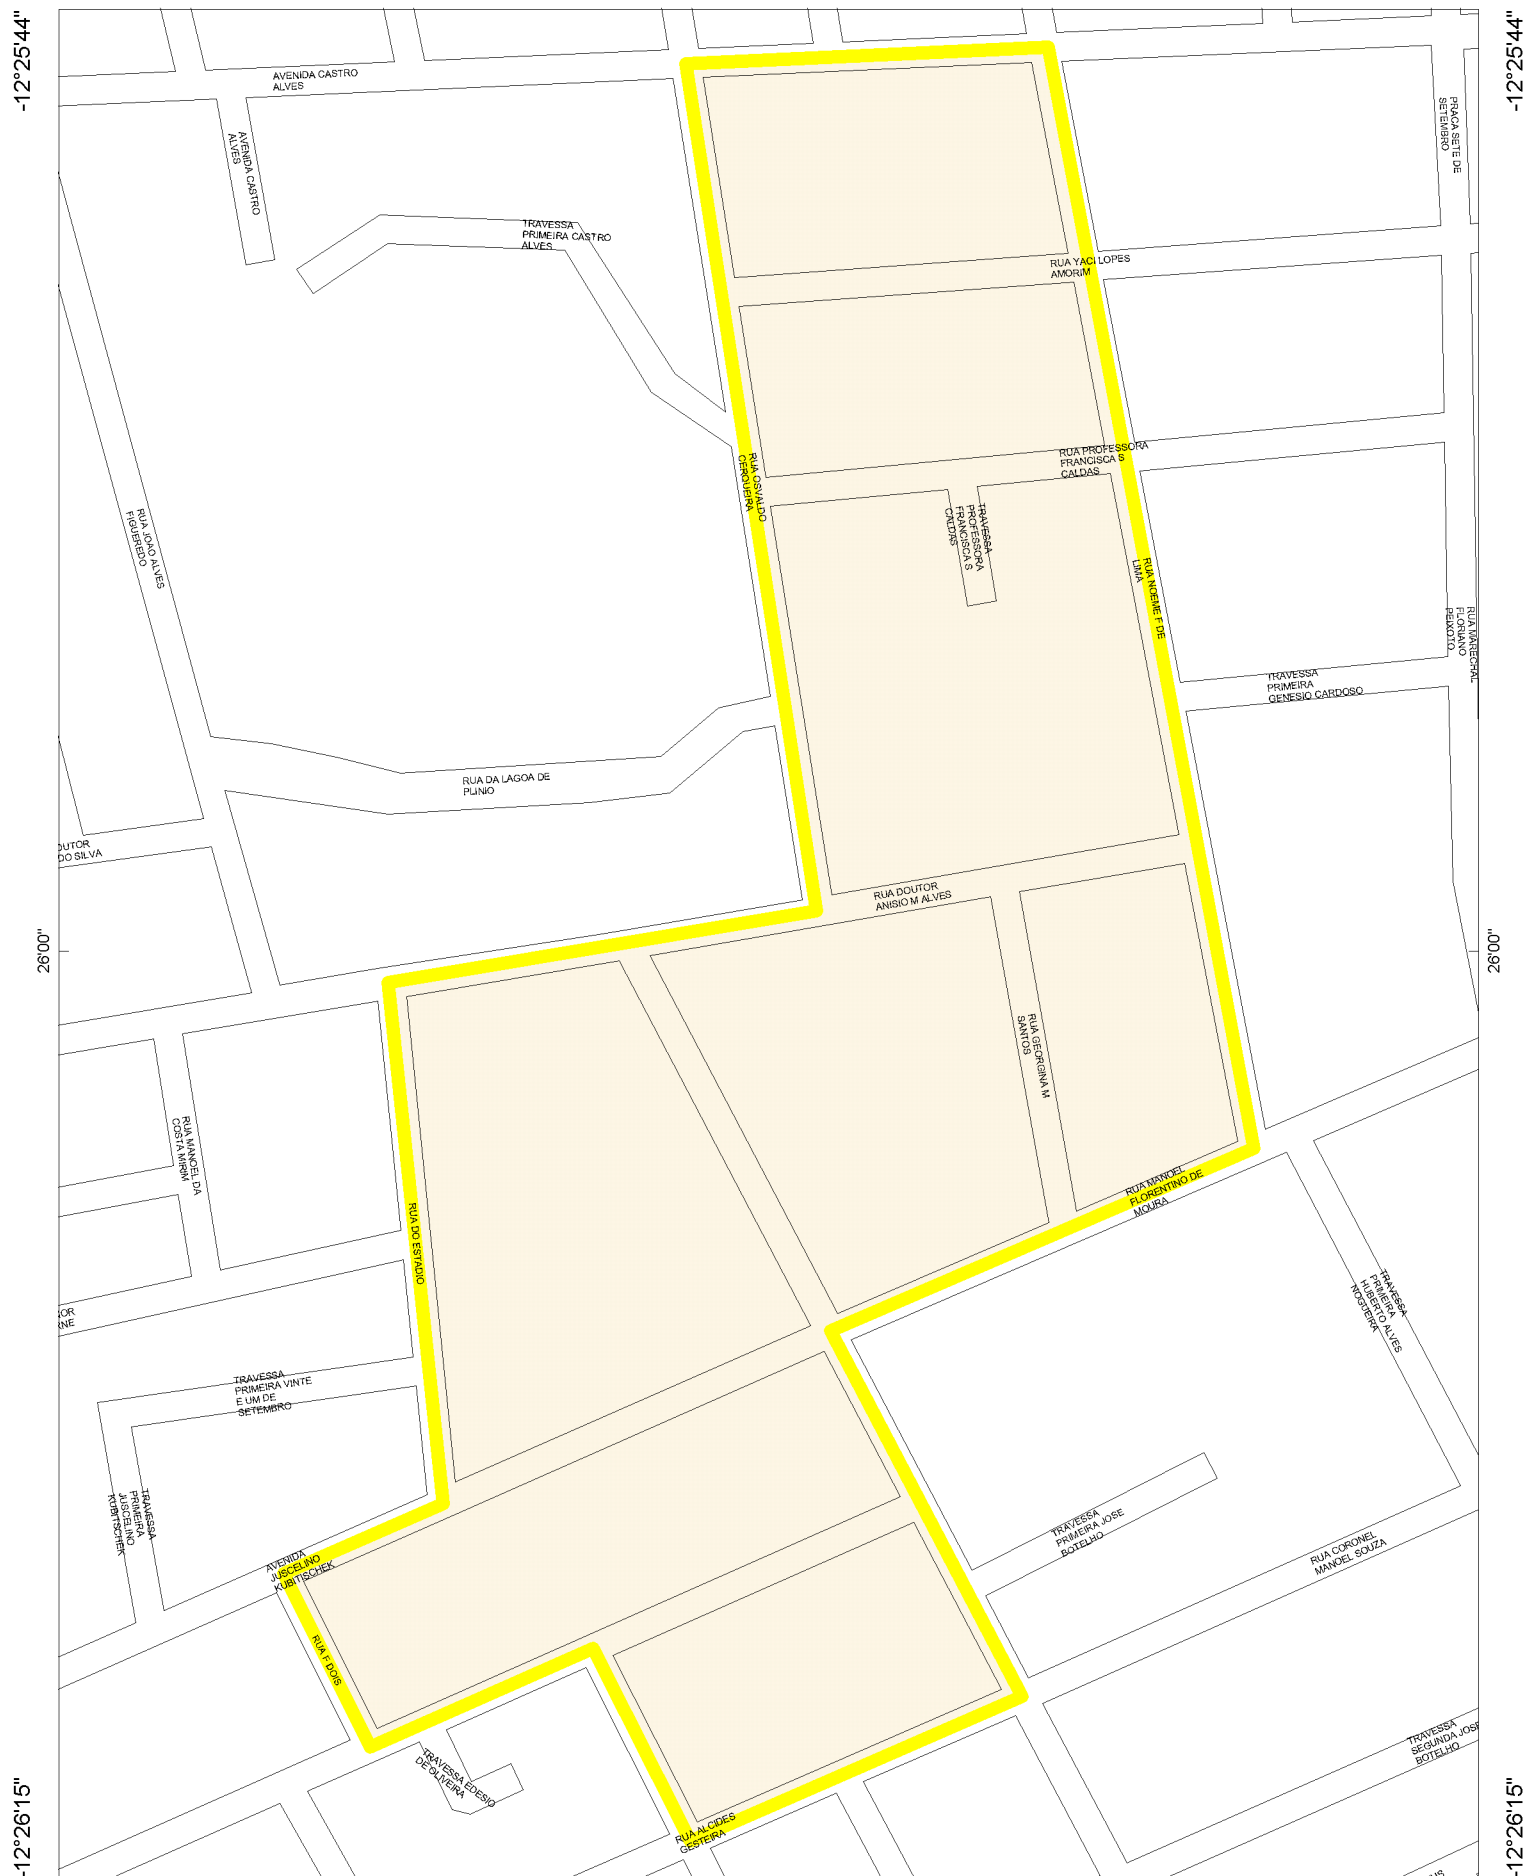 -12°25'44"
-12°25'44"
AVENIDA CASTRO
ALVES
AVENIDA CASTRO
ALVES
PRACA SETE DE
SETEMBRO
TRAVESSA
PRIMEIRA CASTRO
ALVES
RUA YACI LOPES
AMORIM
RUA OSVALDO
CERQUEIRA
RUA PROFESSORA
FRANCISCA S
CALDAS
TRAVESSA
PROFESSORA
FRANCISCA S
CALDAS
RUA JOAO ALVES
FIGUEREDO
RUA NOEME F DE
LIMA
RUA MARECHAL
FLORIANO
PEIXOTO
TRAVESSA
PRIMEIRA
GENESIO CARDOSO
RUA DA LAGOA DE
PLINIO
OUTOR
DO SILVA
RUA DOUTOR
ANISIO M ALVES
26'00"
26'00"
RUA GEORGINA M
SANTOS
RUA MANOEL DA
COSTA MIRIM
RUA MANOEL
FLORENTINO DE
MOURA
RUA DO ESTADIO
TRAVESSA
PRIMEIRA
HUBERTO ALVES
NOGUEIRA
OR
RNE
TRAVESSA
PRIMEIRA VINTE
E UM DE
SETEMBRO
TRAVESSA
PRIMEIRA
JUSCELINO
KUBITSCHEK
TRAVESSA
PRIMEIRA JOSE
BOTELHO
RUA CORONEL
MANOEL SOUZA
AVENIDA
JUSCELINO
KUBITISCHEK
RUA F DOIS
TRAVESSA
SEGUNDA JOSE
BOTELHO
TRAVESSA EDESIO
DE OLIVEIRA
RUA ALCIDES
GESTEIRA
-12°26'15"
-12°26'15"